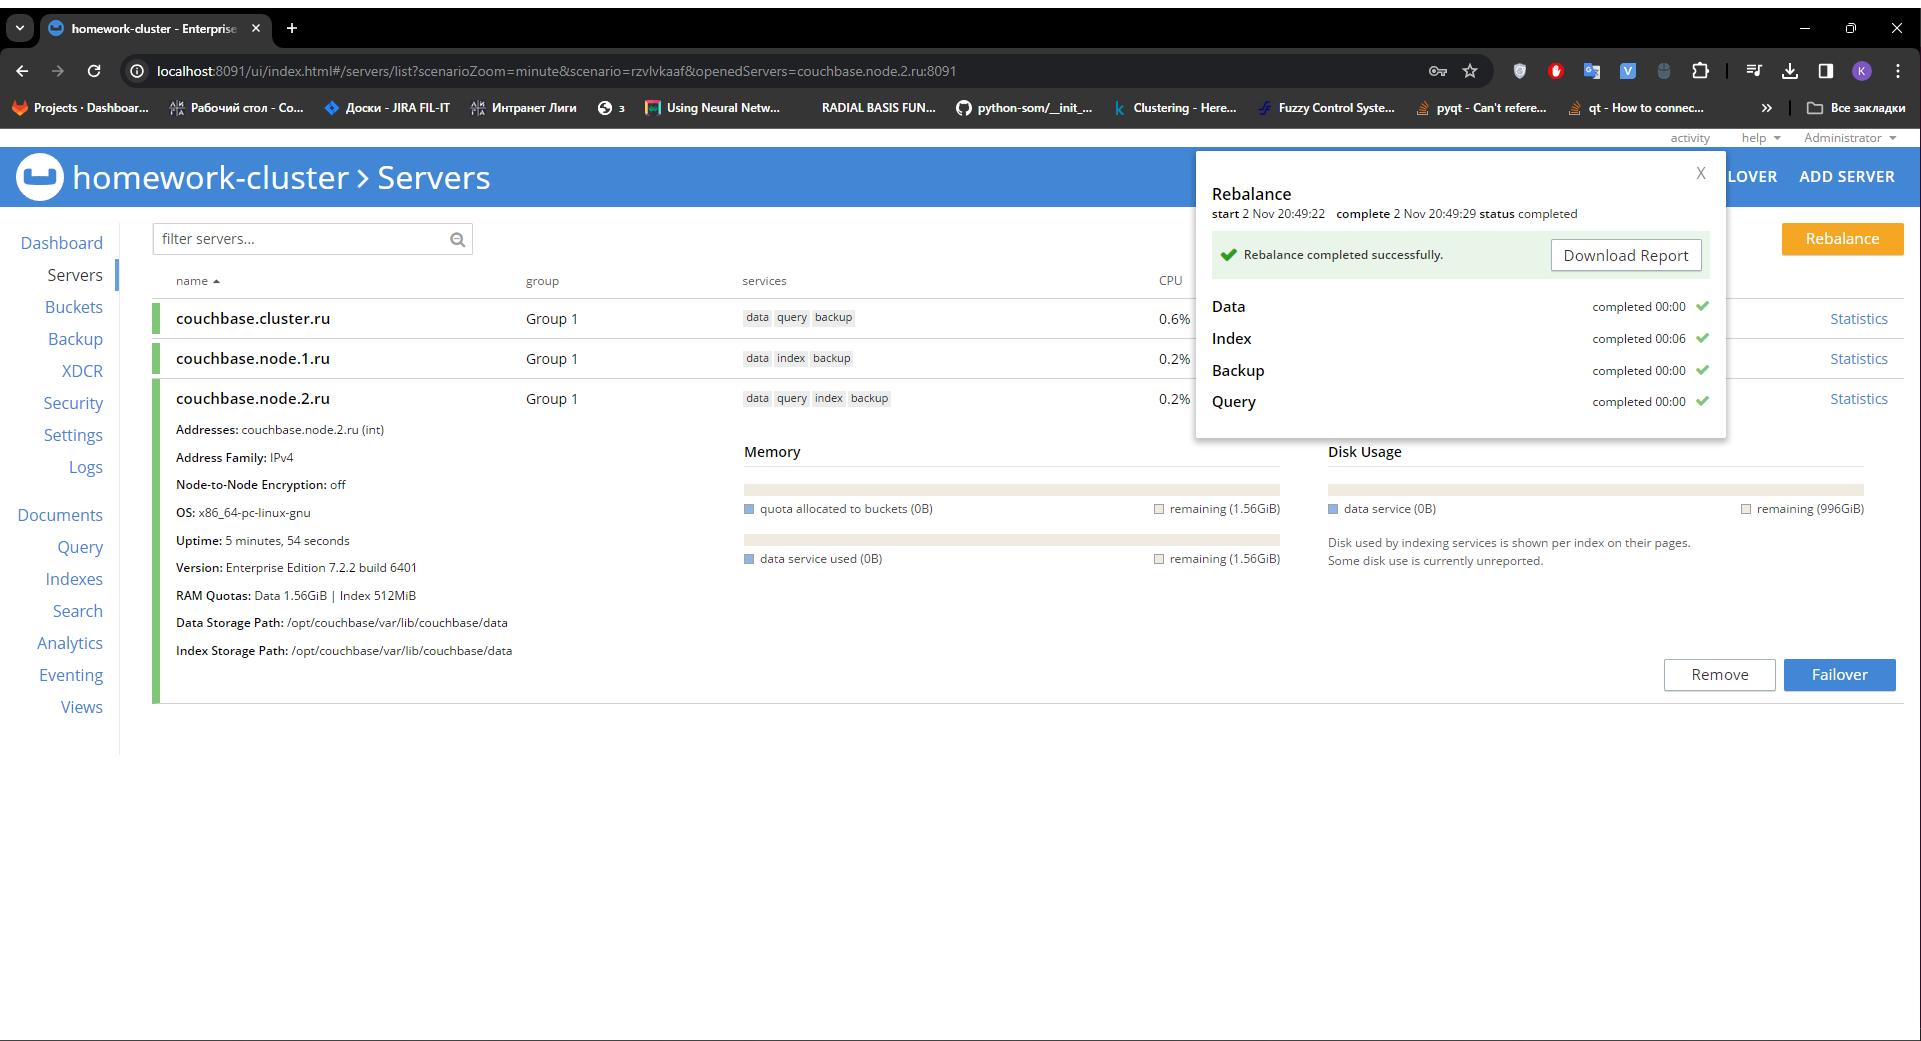 homework-cluster - Enterprise
localhost:8091/ui/index.html#/servers/list?scenarioZoom=minute&scenario=rzvlvkaaf&openedServers=couchbase.node.2.ru:8091
K
Projects · Dashboar... Рабочий стол - Co... Доски - JIRA FIL-IT Интранет Лиги з Using Neural Netw... RADIAL BASIS FUN... python-som/__init_... Clustering - Here... Fuzzy Control Syste... pyqt - Can't refere... qt - How to connec... Все закладки
activity help Administrator
homework-cluster > Servers
LOVER ADD SERVER
Dashboard
Servers
Buckets
Backup
XDCR
Security
Settings
Logs
Documents
Query
Indexes
Search
Analytics
Eventing
Views
filter servers...
Rebalance
name group services CPU
couchbase.cluster.ru Group 1 data query backup 0.6% Statistics
couchbase.node.1.ru Group 1 data index backup 0.2% Statistics
couchbase.node.2.ru Group 1 data query index backup 0.2% Statistics
Addresses: couchbase.node.2.ru (int)
Address Family: IPv4
Node-to-Node Encryption: off
OS: x86_64-pc-linux-gnu
Uptime: 5 minutes, 54 seconds
Version: Enterprise Edition 7.2.2 build 6401
RAM Quotas: Data 1.56GiB | Index 512MiB
Data Storage Path: /opt/couchbase/var/lib/couchbase/data
Index Storage Path: /opt/couchbase/var/lib/couchbase/data
Memory
quota allocated to buckets (0B) remaining (1.56GiB)
data service used (0B) remaining (1.56GiB)
Disk Usage
data service (0B) remaining (996GiB)
Disk used by indexing services is shown per index on their pages.
Some disk use is currently unreported.
Remove Failover
X
Rebalance
start 2 Nov 20:49:22 complete 2 Nov 20:49:29 status completed
Rebalance completed successfully. Download Report
Data completed 00:00
Index completed 00:06
Backup completed 00:00
Query completed 00:00